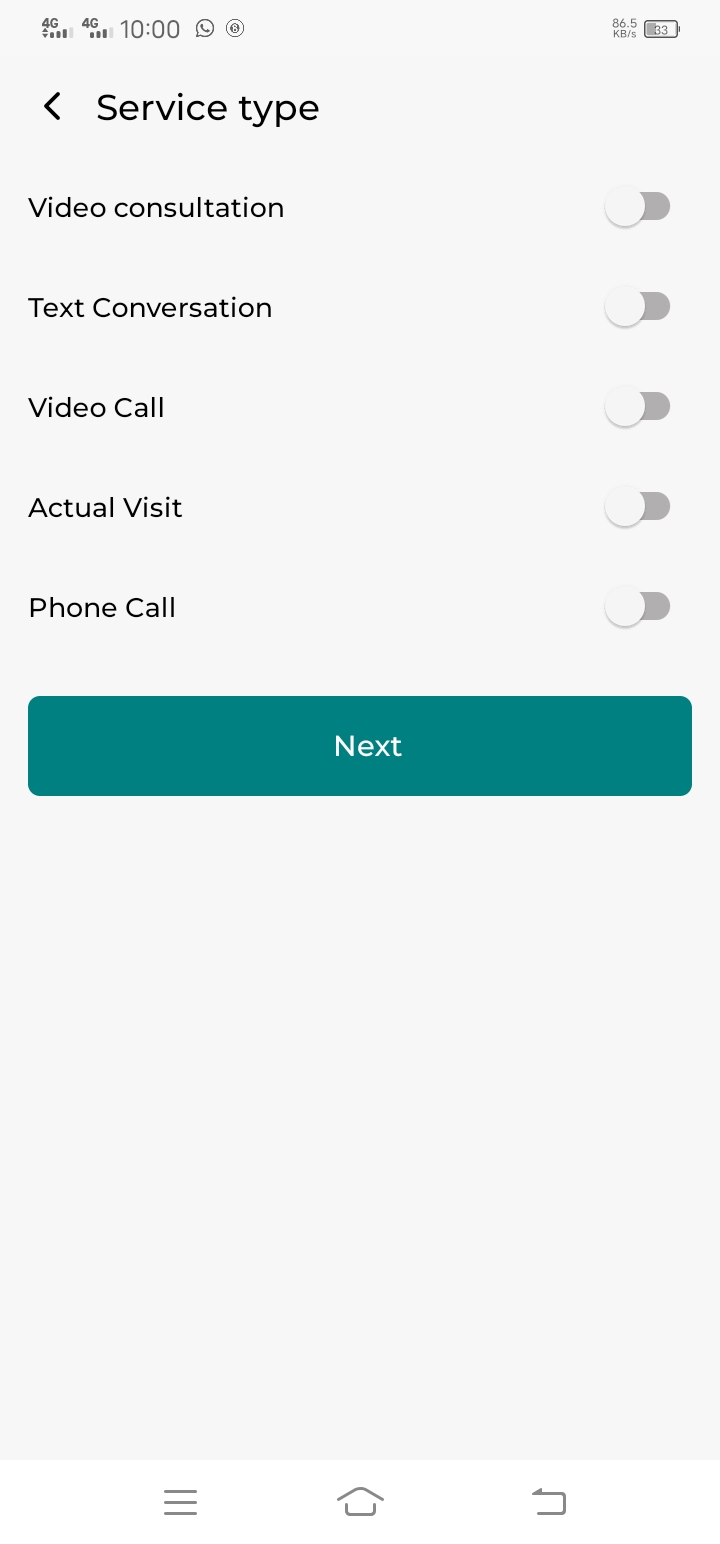 4G 4G 10:00 86.5 KB/s 33
Service type
Video consultation
Text Conversation
Video Call
Actual Visit
Phone Call
Next